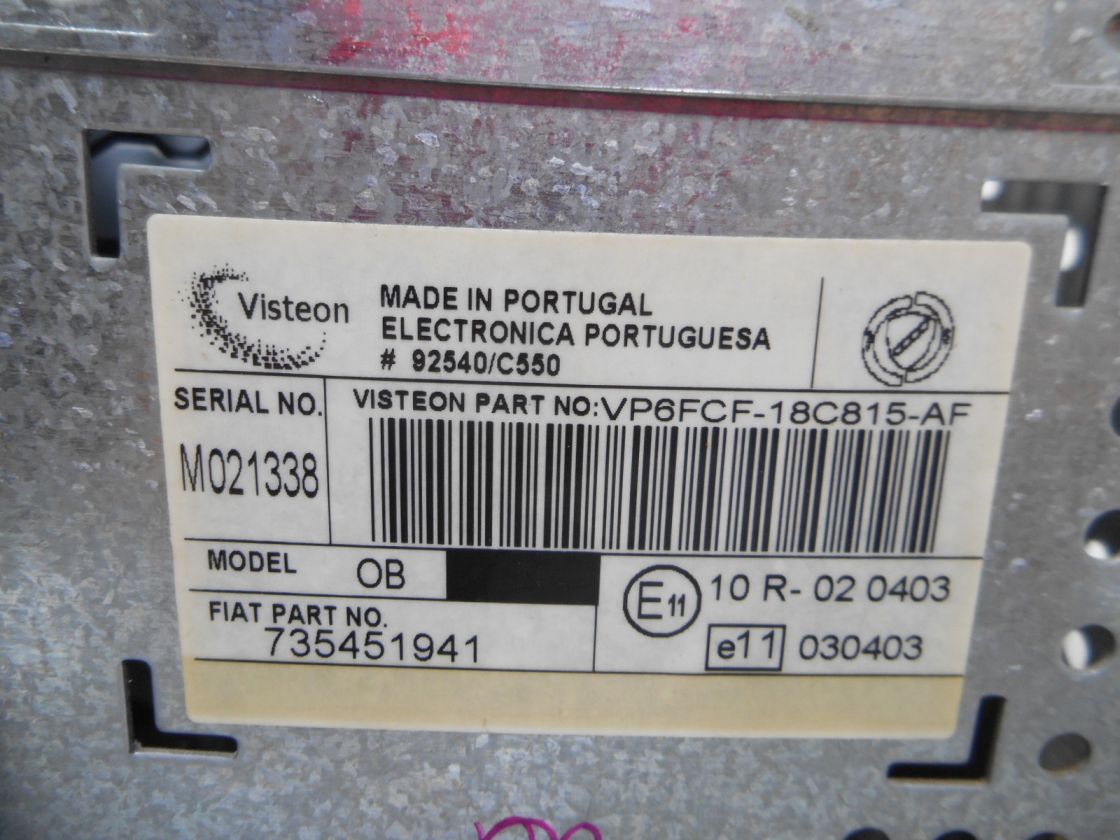 Visteon
MADE IN PORTUGAL
ELECTRONICA PORTUGUESA
# 92540/C550
SERIAL NO.
M021338
VISTEON PART NO:VP6FCF-18C815-AF
MODEL OB
FIAT PART NO.
735451941
E11 10 R- 02 0403
e11 030403